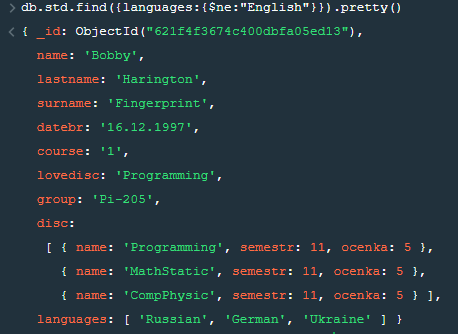 > db.std.find({languages:{$ne:"English"}}).pretty()
< { _id: ObjectId("621f4f3674c400dbfa05ed13"),
name: 'Bobby',
lastname: 'Harington',
surname: 'Fingerprint',
datebr: '16.12.1997',
course: '1',
lovedisc: 'Programming',
group: 'Pi-205',
disc:
[ { name: 'Programming', semestr: 11, ocenka: 5 },
{ name: 'MathStatic', semestr: 11, ocenka: 5 },
{ name: 'CompPhysic', semestr: 11, ocenka: 5 } ],
languages: [ 'Russian', 'German', 'Ukraine' ] }